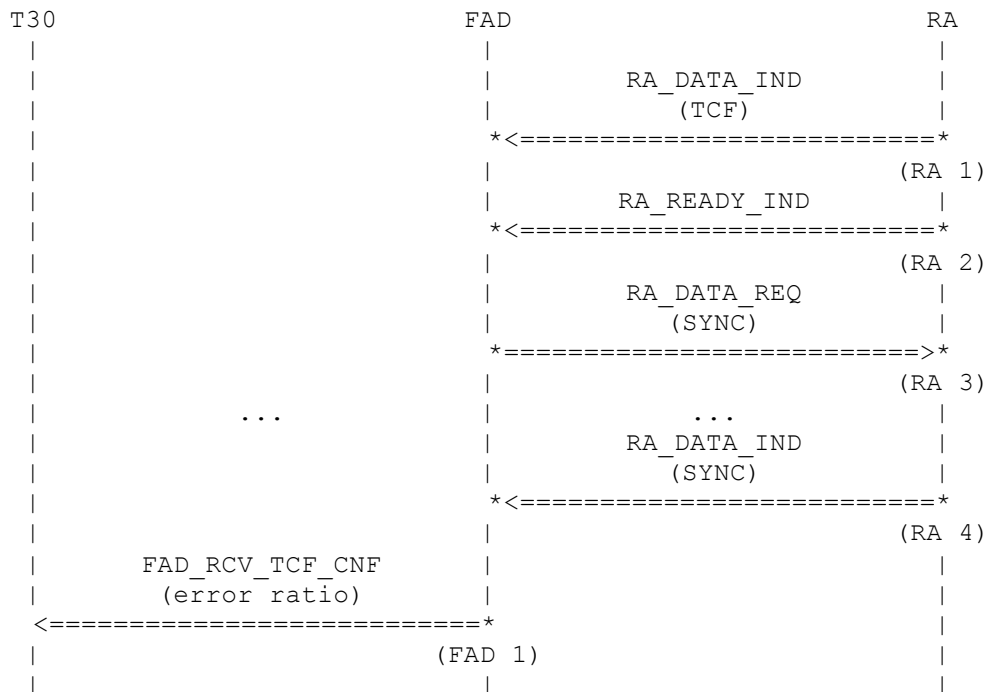 T30 FAD RA
RA_DATA_IND
(TCF)
(RA 1)
RA_READY_IND
(RA 2)
RA_DATA_REQ
(SYNC)
(RA 3)
... ...
RA_DATA_IND
(SYNC)
(RA 4)
FAD_RCV_TCF_CNF
(error ratio)
(FAD 1)